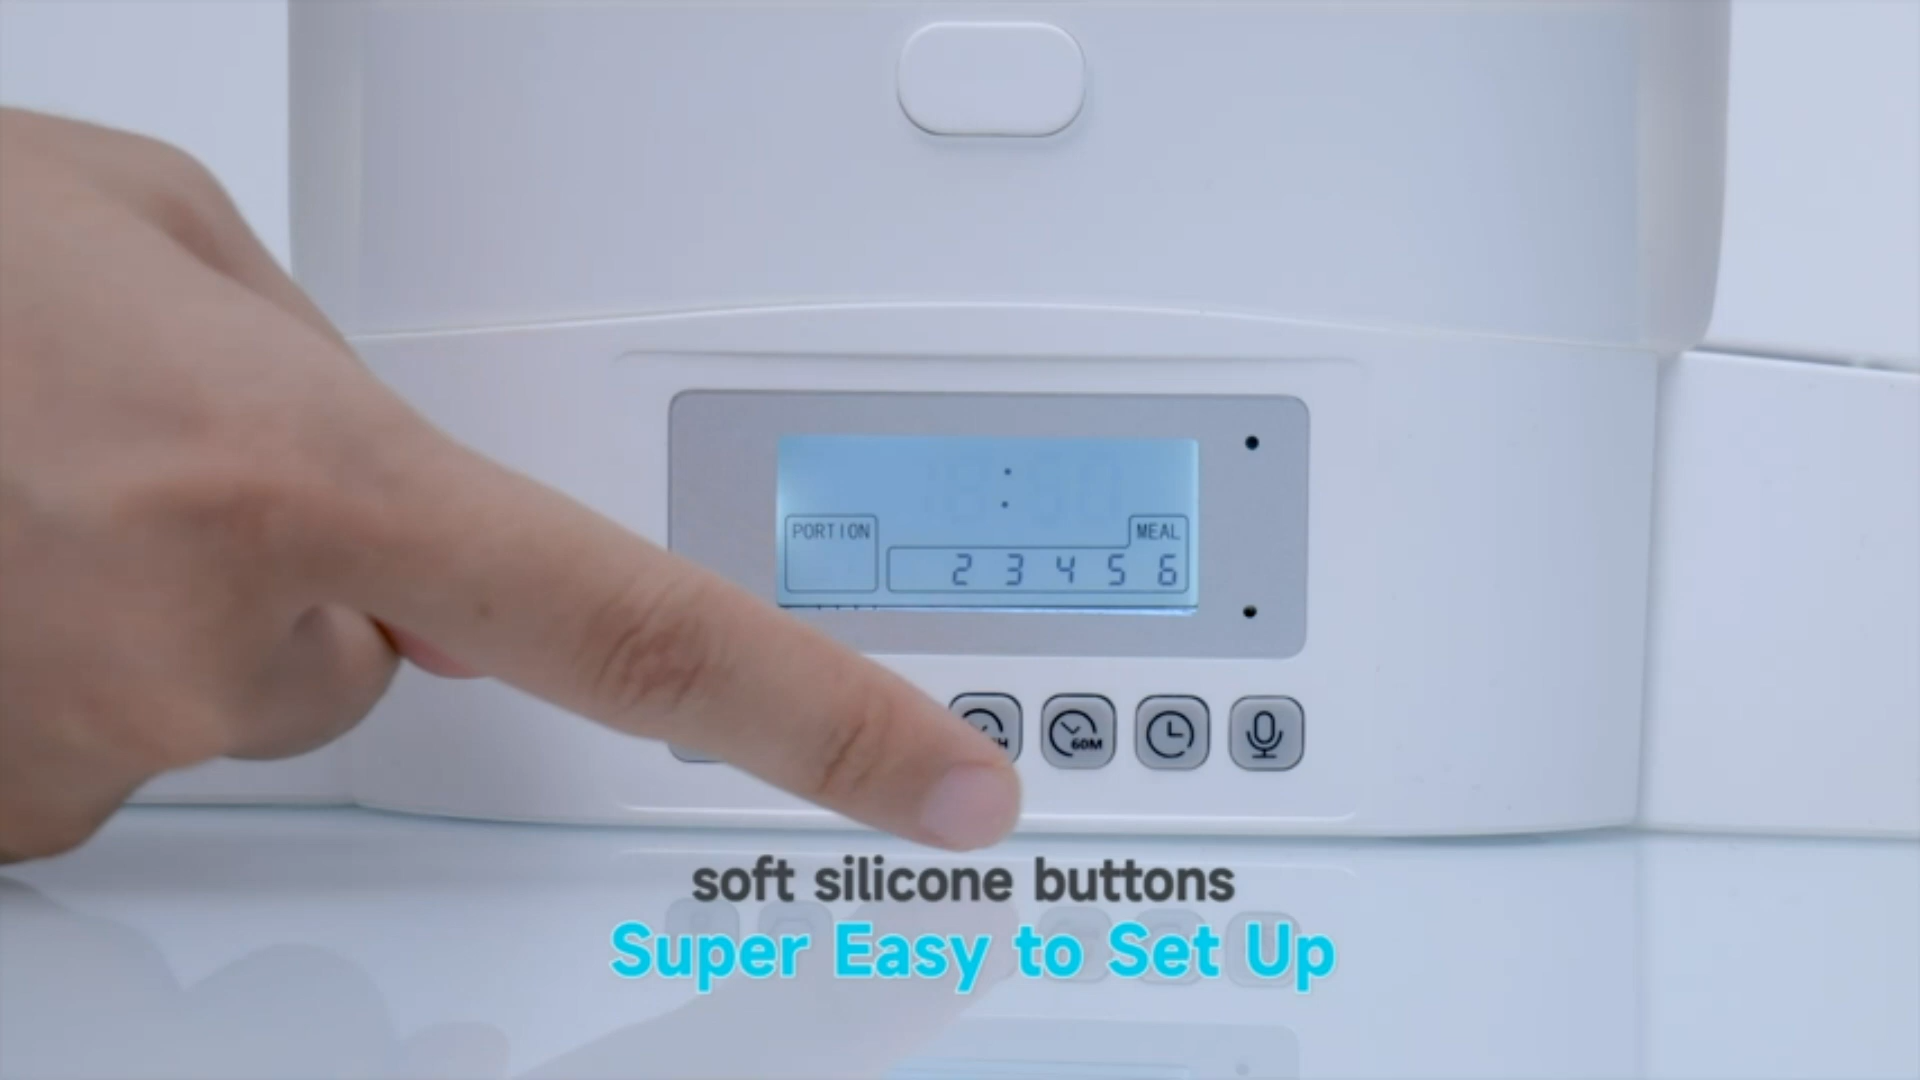 PORTION
MEAL
2 3 4 5 6
60M
soft silicone buttons
Super Easy to Set Up